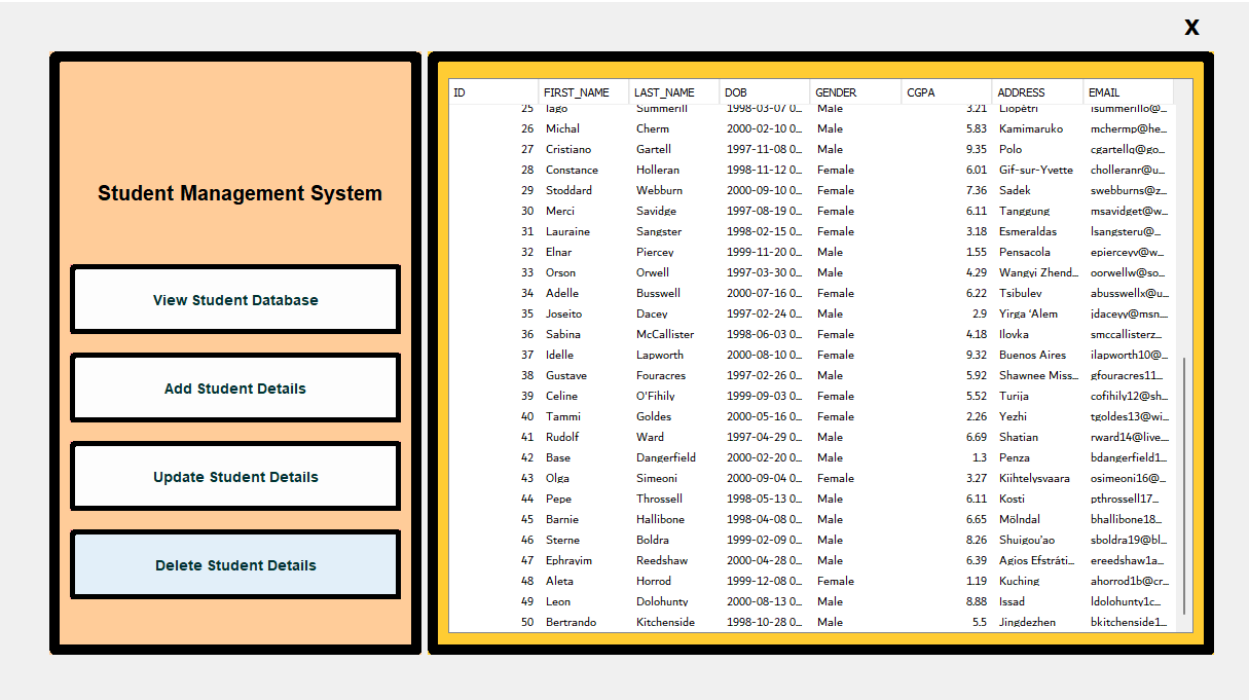 X
Student Management System
View Student Database
Add Student Details
Update Student Details
Delete Student Details
ID FIRST_NAME LAST_NAME DOB GENDER CGPA ADDRESS EMAIL
25 Iago Summerill 1998-03-07 0... Male 3.21 Liopétri isummerillo@...
26 Michal Cherm 2000-02-10 0... Male 5.83 Kamimaruko mchermp@he...
27 Cristiano Gartell 1997-11-08 0... Male 9.35 Polo cgartellq@go...
28 Constance Holleran 1998-11-12 0... Female 6.01 Gif-sur-Yvette cholleranr@u...
29 Stoddard Webburn 2000-09-10 0... Female 7.36 Sadek swebburns@z...
30 Merci Savidge 1997-08-19 0... Female 6.11 Tanggung msavidget@w...
31 Lauraine Sangster 1998-02-15 0... Female 3.18 Esmeraldas lsangsteru@...
32 Elnar Piercey 1999-11-20 0... Male 1.55 Pensacola epierceyv@w...
33 Orson Orwell 1997-03-30 0... Male 4.29 Wangyi Zhend... oorwellw@so...
34 Adelle Busswell 2000-07-16 0... Female 6.22 Tsibulev abusswellx@u...
35 Joseito Dacey 1997-02-24 0... Male 2.9 Yirga 'Alem jdaceyy@msn...
36 Sabina McCallister 1998-06-03 0... Female 4.18 Ilovka smccallisterz...
37 Idelle Lapworth 2000-08-10 0... Female 9.32 Buenos Aires ilapworth10@...
38 Gustave Fouracres 1997-02-26 0... Male 5.92 Shawnee Miss... gfouracres11...
39 Celine O'Fihily 1999-09-03 0... Female 5.52 Turija cofihily12@sh...
40 Tammi Goldes 2000-05-16 0... Female 2.26 Yezhi tgoldes13@wi...
41 Rudolf Ward 1997-04-29 0... Male 6.69 Shatian rward14@live...
42 Base Dangerfield 2000-02-20 0... Male 1.3 Penza bdangerfield1...
43 Olga Simeoni 2000-09-04 0... Female 3.27 Kiihtelysvaara osimeoni16@...
44 Pepe Throssell 1998-05-13 0... Male 6.11 Kosti pthrossell17...
45 Barnie Hallibone 1998-04-08 0... Male 6.65 Mölndal bhallibone18...
46 Sterne Boldra 1999-02-09 0... Male 8.26 Shuigou'ao sboldra19@bl...
47 Ephrayim Reedshaw 2000-04-28 0... Male 6.39 Agios Efstráti... ereedshaw1a...
48 Aleta Horrod 1999-12-08 0... Female 1.19 Kuching ahorrod1b@cr...
49 Leon Dolohunty 2000-08-13 0... Male 8.88 Issad ldolohunty1c...
50 Bertrando Kitchenside 1998-10-28 0... Male 5.5 Jingdezhen bkitchenside1...